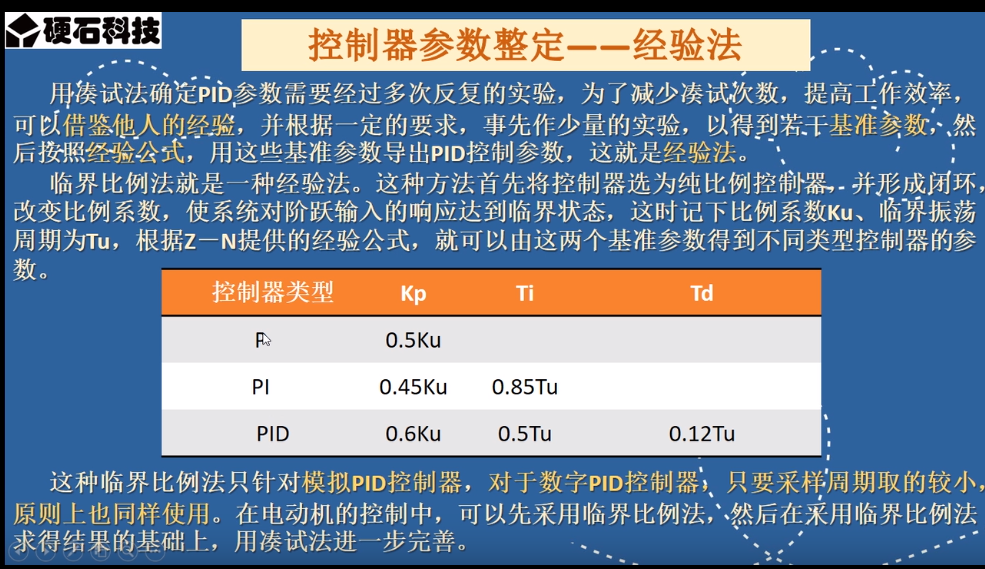 硬石科技
控制器参数整定——经验法
用凑试法确定PID参数需要经过多次反复的实验，为了减少凑试次数，提高工作效率，
可以借鉴他人的经验，并根据一定的要求，事先作少量的实验，以得到若干基准参数，然
后按照经验公式，用这些基准参数导出PID控制参数，这就是经验法。
临界比例法就是一种经验法。这种方法首先将控制器选为纯比例控制器，并形成闭环，
改变比例系数，使系统对阶跃输入的响应达到临界状态，这时记下比例系数Ku、临界振荡
周期为Tu，根据Z－N提供的经验公式，就可以由这两个基准参数得到不同类型控制器的参
数。
控制器类型 Kp Ti Td
P 0.5Ku
PI 0.45Ku 0.85Tu
PID 0.6Ku 0.5Tu 0.12Tu
这种临界比例法只针对模拟PID控制器，对于数字PID控制器，只要采样周期取的较小，
原则上也同样使用。在电动机的控制中，可以先采用临界比例法，然后在采用临界比例法
求得结果的基础上，用凑试法进一步完善。